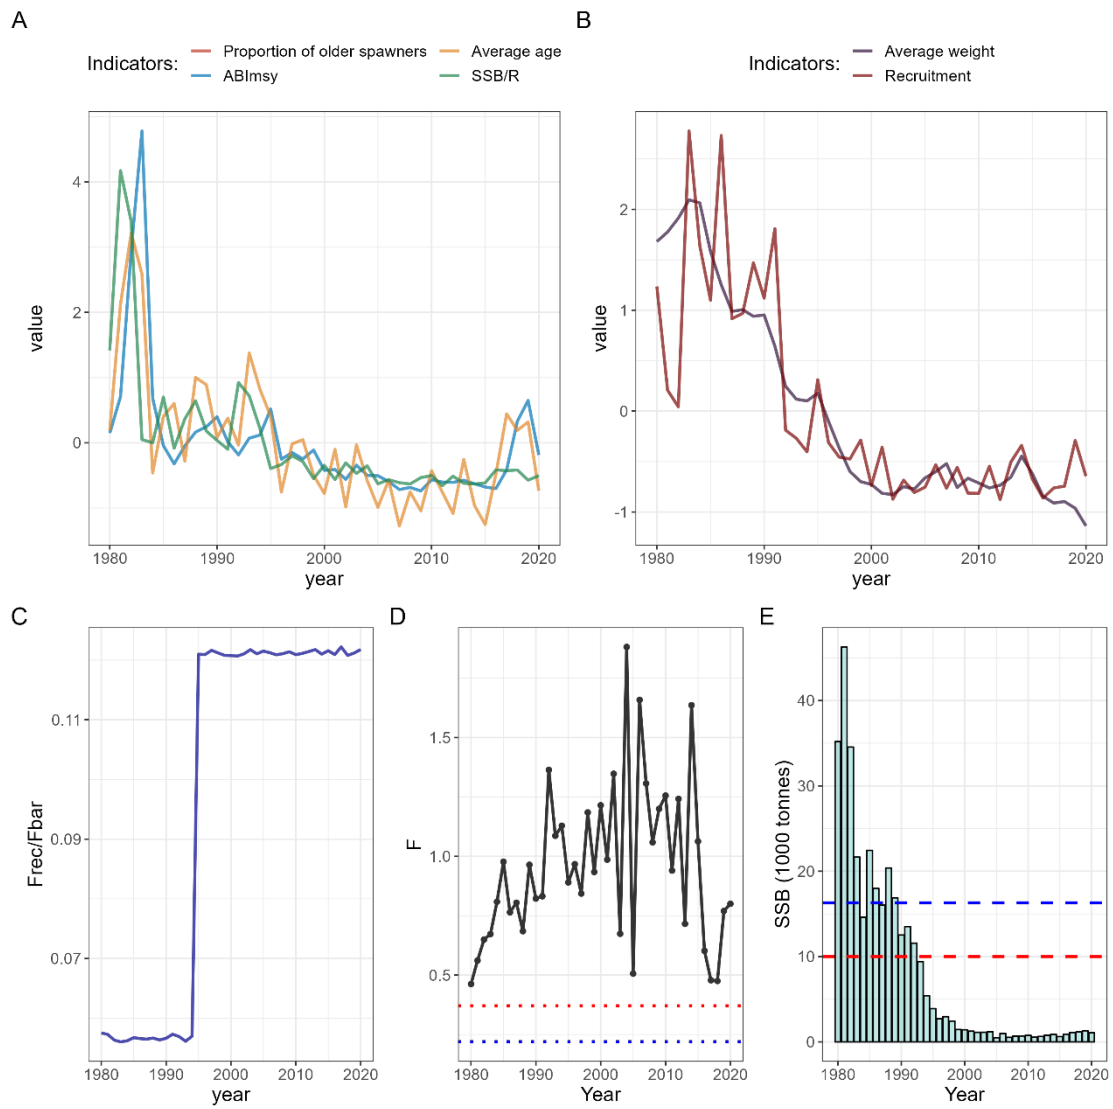 A
Indicators:
Proportion of older spawners
Average age
ABImsy
SSB/R
value
4
2
0
1980
1990
2000
2010
2020
year
B
Indicators:
Average weight
Recruitment
value
2
1
0
-1
1980
1990
2000
2010
2020
year
C
Frec/Fbar
0.11
0.09
0.07
1980
1990
2000
2010
2020
year
D
F
1.5
1.0
0.5
1980
1990
2000
2010
2020
Year
E
SSB (1000 tonnes)
40
30
20
10
0
1980
1990
2000
2010
2020
Year